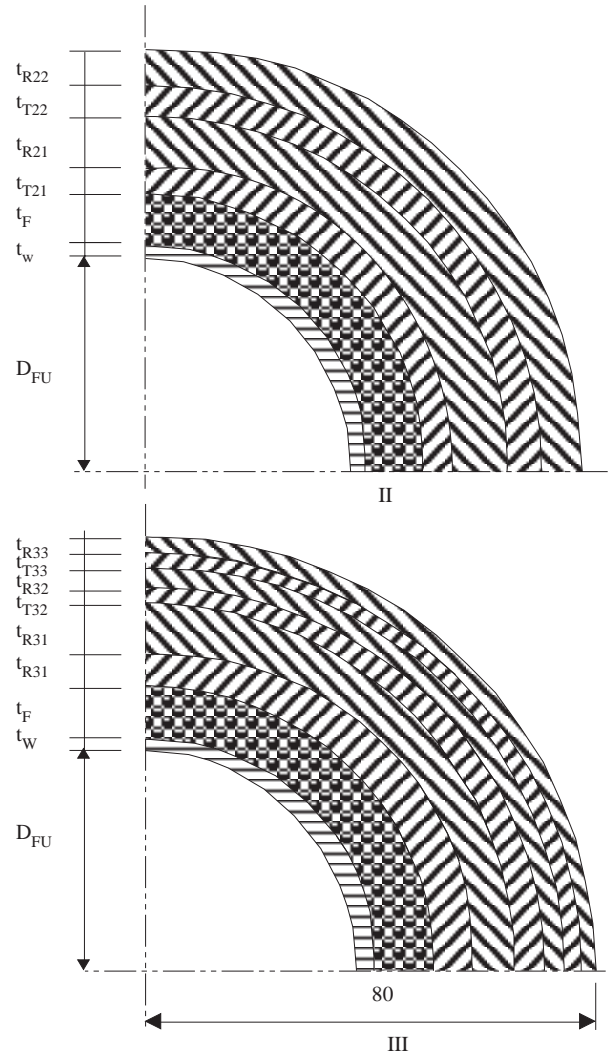 t_R22
t_T22
t_R21
t_T21
t_F
t_w
D_FU
II
t_R33
t_T33
t_R32
t_T32
t_R31
t_R31
t_F
t_W
D_FU
80
III